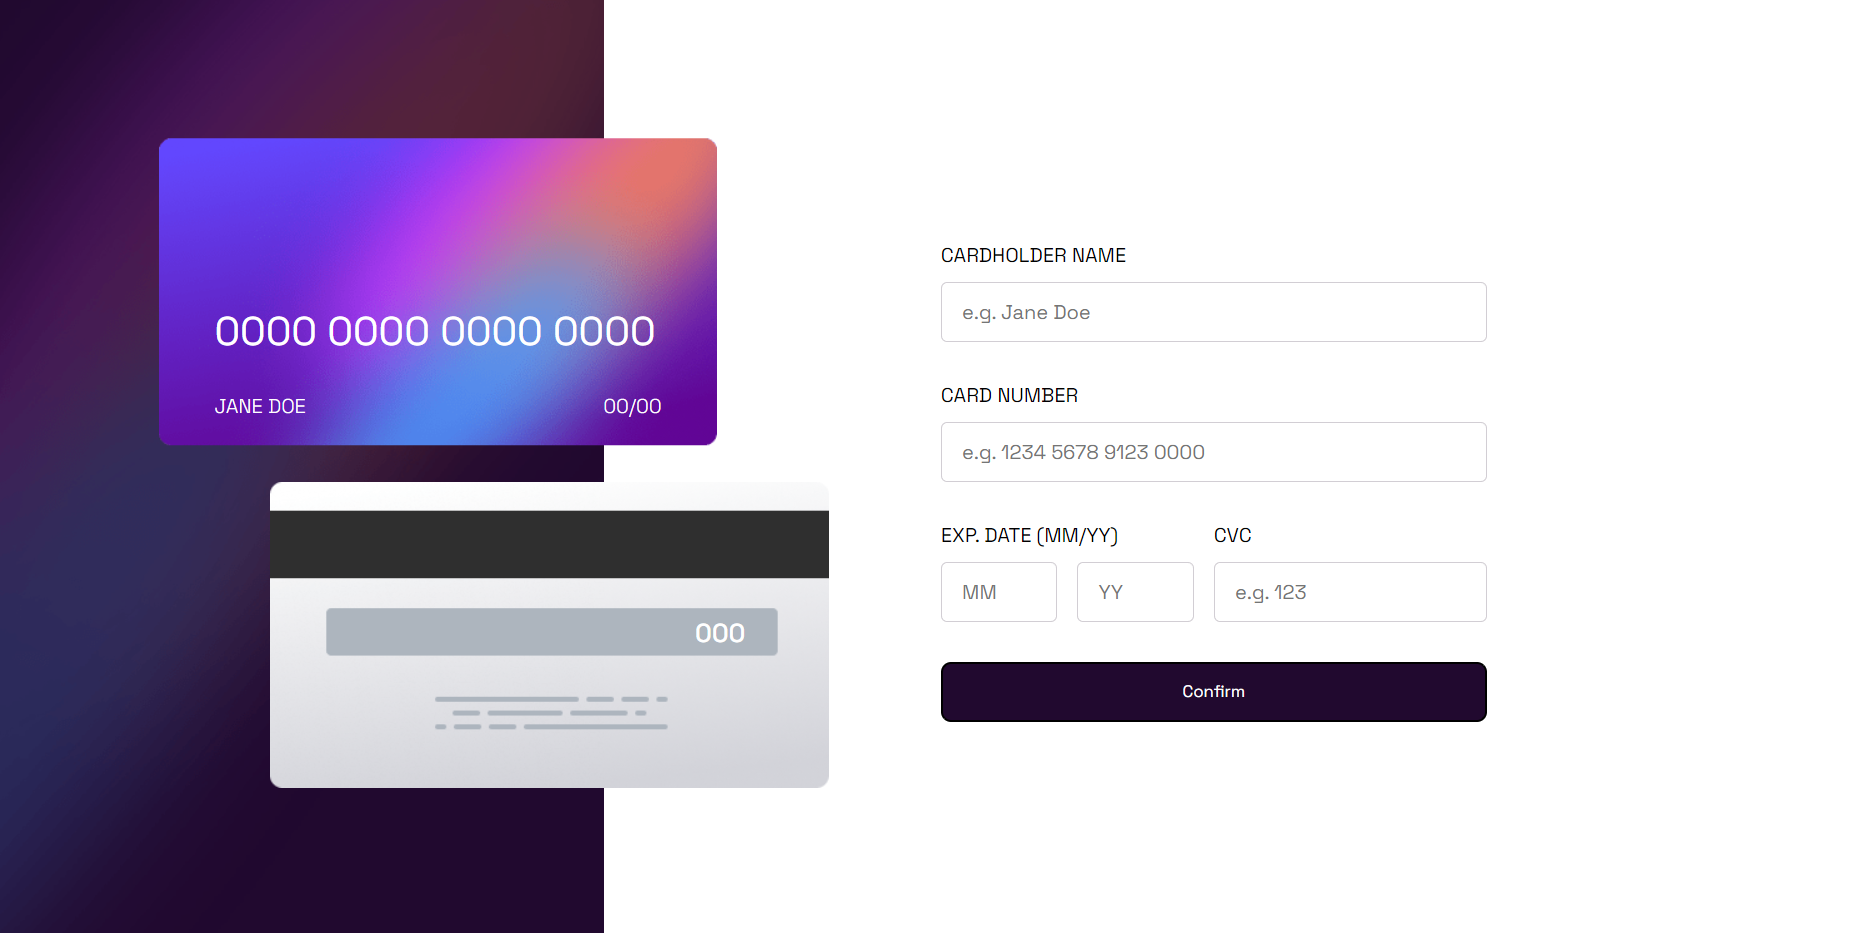 0000 0000 0000 0000
JANE DOE 00/00
000
CARDHOLDER NAME
e.g. Jane Doe
CARD NUMBER
e.g. 1234 5678 9123 0000
EXP. DATE (MM/YY) CVC
MM YY e.g. 123
Confirm